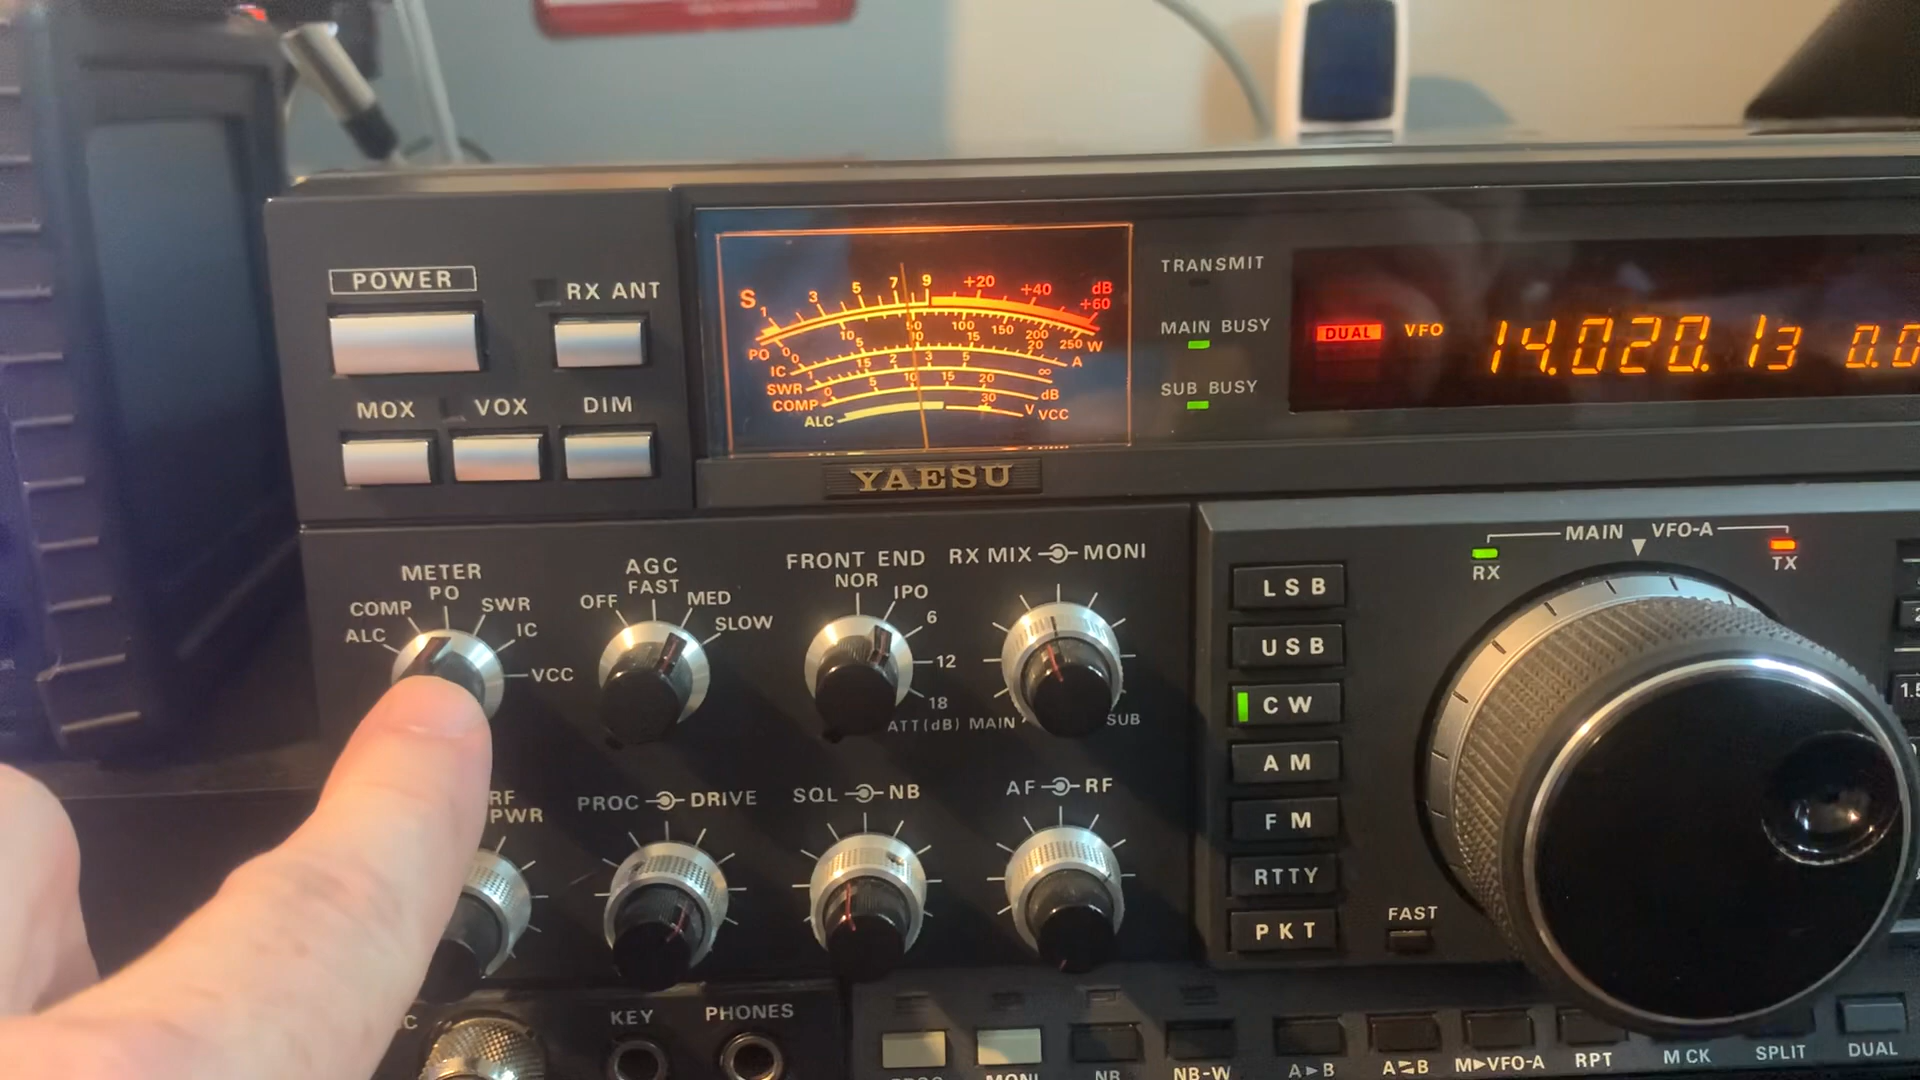 POWER
RX ANT
MOX VOX DIM
S 1 3 5 7 9 +20 +40 +60 dB
PO 0 10 50 100 150 200 250 W
IC 0 5 10 15 20 A
SWR 1 1.5 2 3 5 ∞
COMP 0 5 10 15 20 dB
ALC 30 V VCC
YAESU
TRANSMIT
MAIN BUSY
SUB BUSY
DUAL VFO 14.020.13 0.0
METER
ALC COMP PO SWR IC VCC
AGC
OFF FAST MED SLOW
FRONT END
NOR IPO 6 12 18
ATT(dB)
RX MIX MONI
MAIN SUB
RF
PWR
PROC DRIVE
SQL NB
AF RF
MAIN VFO-A
RX TX
LSB
USB
CW
AM
FM
RTTY
PKT
FAST
KEY PHONES
MONI NB NB-W A▶B A⇄B M▶VFO-A RPT M CK SPLIT DUAL